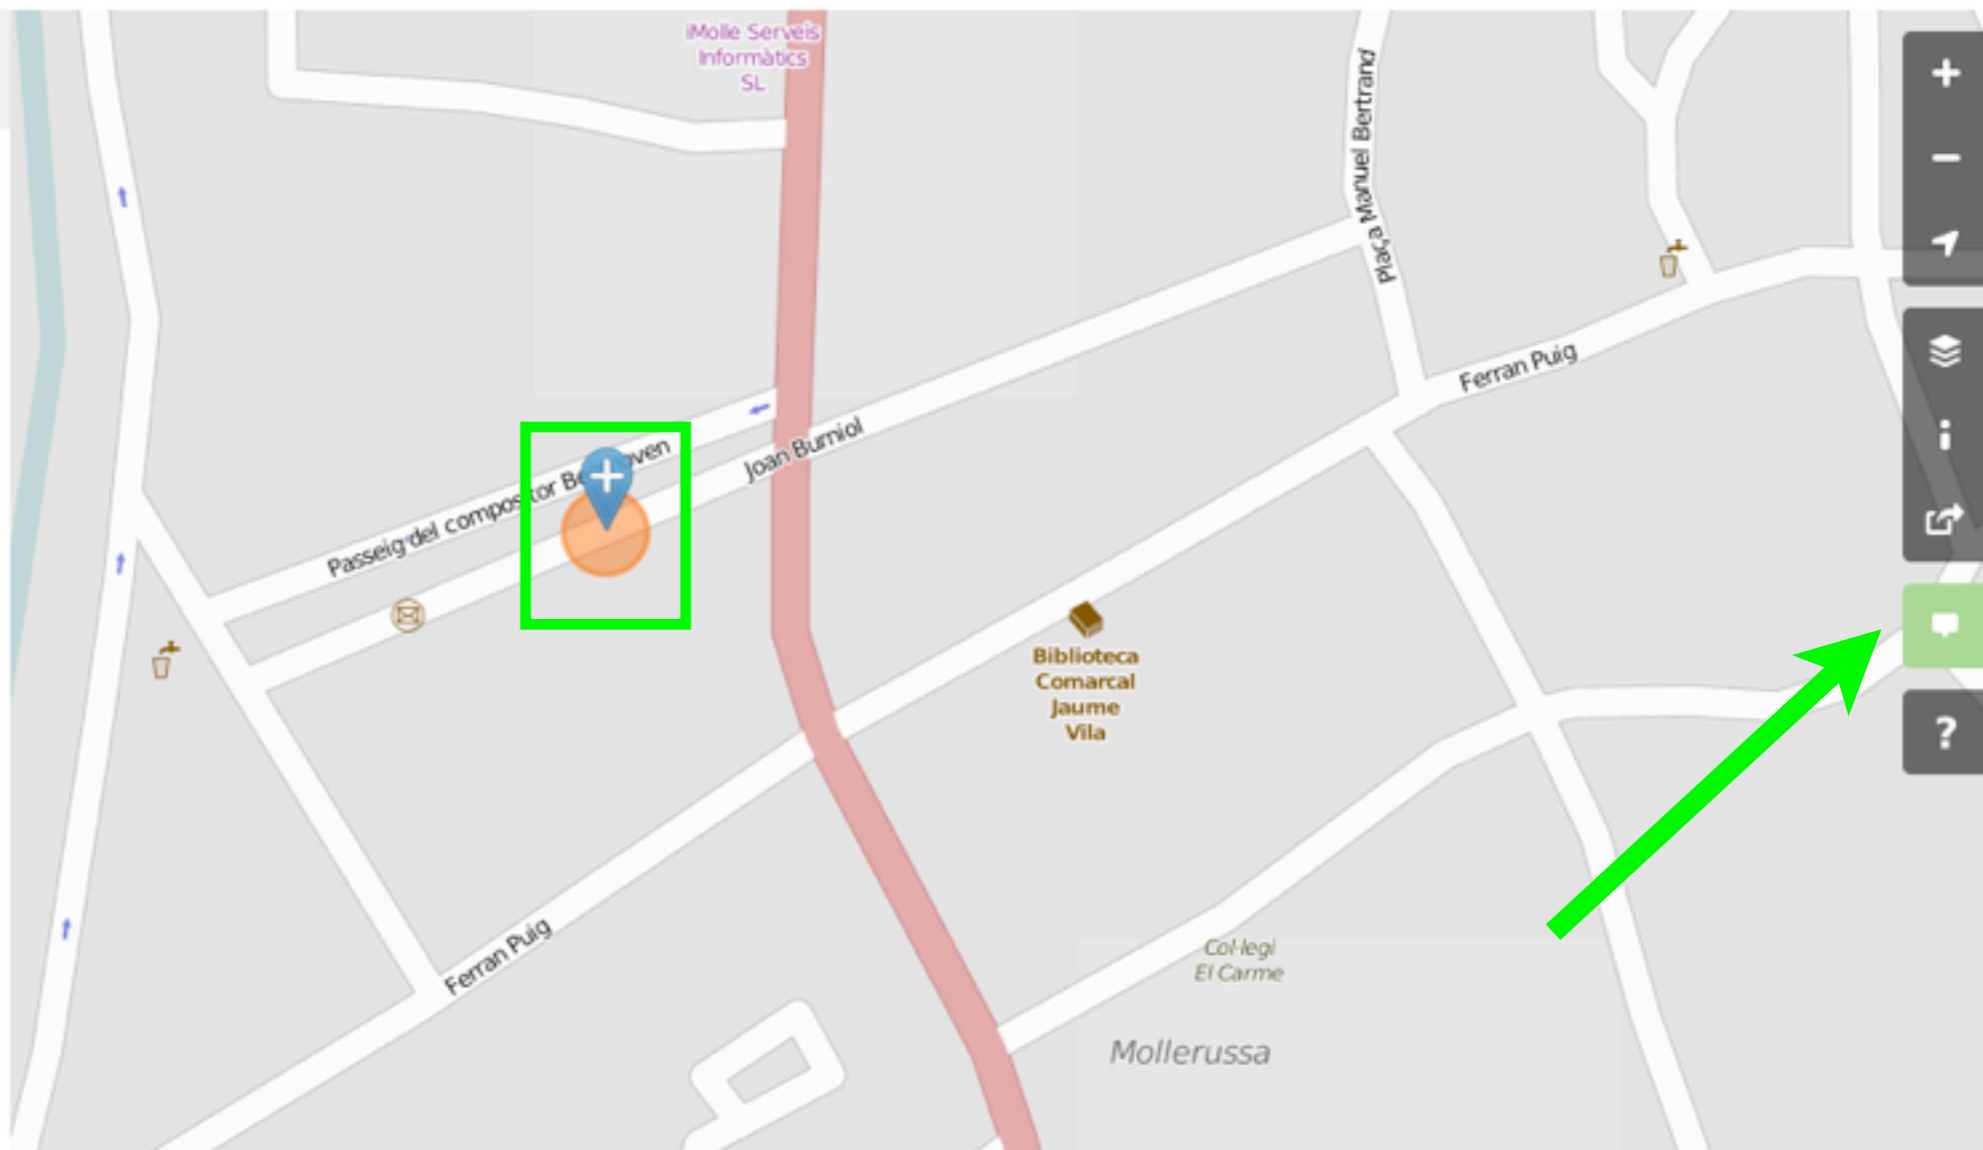 iMolle Serveis
Informàtics
SL
Plaça Manuel Bertrand
Ferran Puig
Joan Burniol
Passeig del compositor Beethoven
Biblioteca
Comarcal
Jaume
Vila
Ferran Puig
Col·legi
El Carme
Mollerussa
?